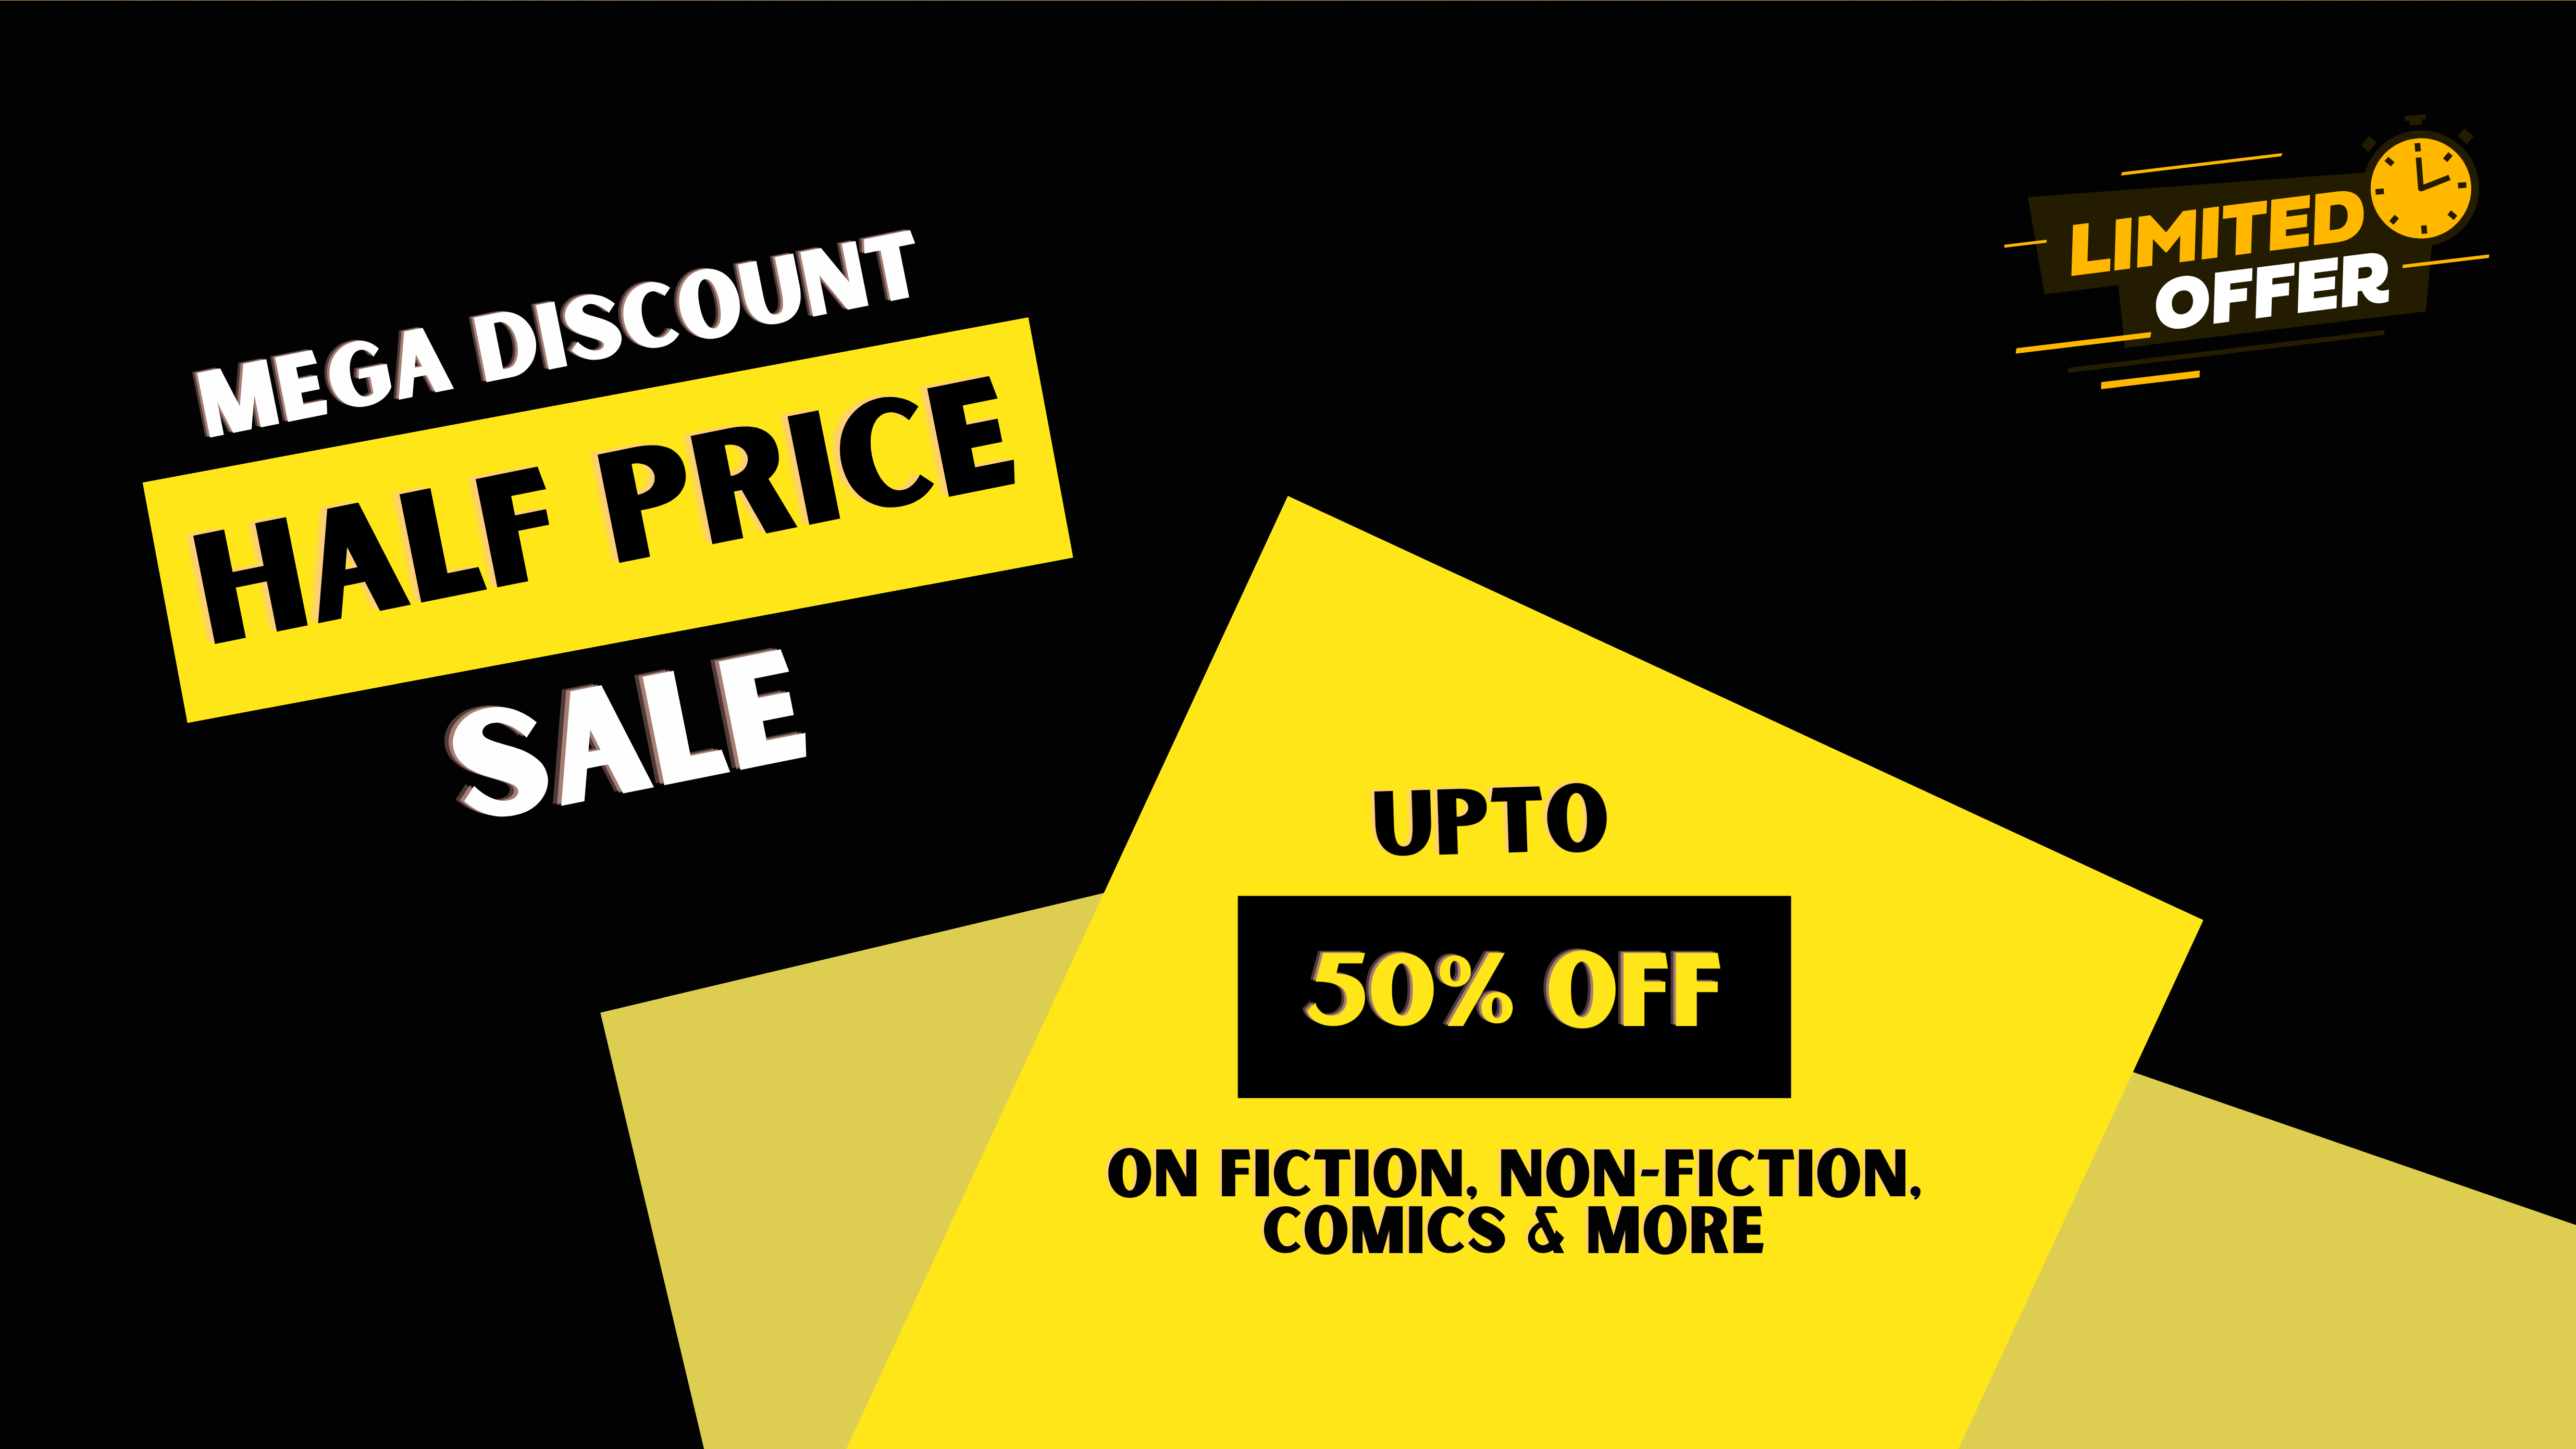 MEGA DISCOUNT
HALF PRICE
SALE
LIMITED
OFFER
UPTO
50% OFF
ON FICTION, NON-FICTION,
COMICS & MORE